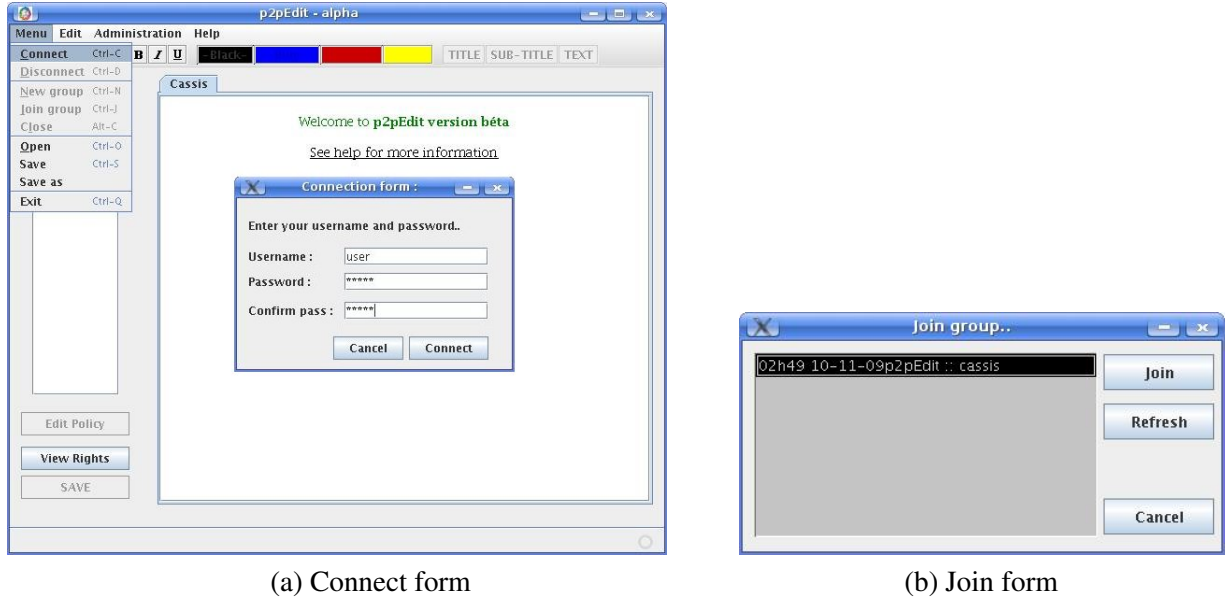 p2pEdit - alpha
Menu Edit Administration Help
Connect Ctrl-C B I U -Black- TITLE SUB-TITLE TEXT
Disconnect Ctrl-D
New group Ctrl-N
Join group Ctrl-J
Close Alt-C
Open Ctrl-O
Save Ctrl-S
Save as
Exit Ctrl-Q
Cassis
Welcome to p2pEdit version béta
See help for more information
Connection form :
Enter your username and password..
Username : user
Password : *****
Confirm pass : *****
Cancel Connect
Edit Policy
View Rights
SAVE
(a) Connect form
Join group..
02h49 10-11-09p2pEdit :: cassis
Join
Refresh
Cancel
(b) Join form